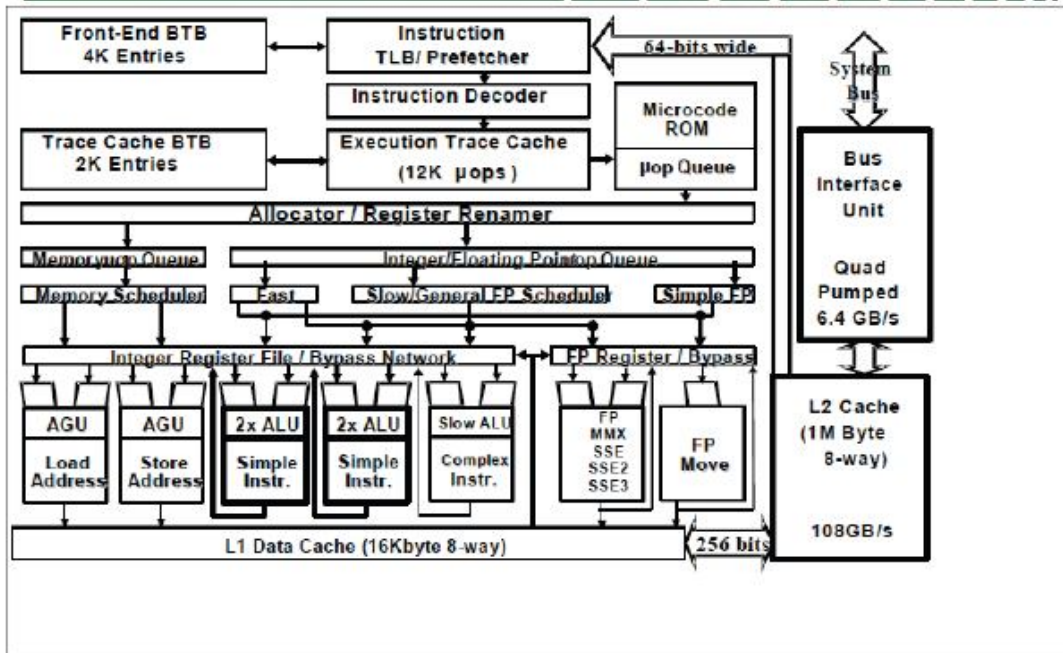 Front-End BTB
4K Entries
Instruction
TLB/ Prefetcher
64-bits wide
System
Bus
Instruction Decoder
Microcode
ROM
Trace Cache BTB
2K Entries
Execution Trace Cache
(12K µops)
µop Queue
Bus
Interface
Unit
Quad
Pumped
6.4 GB/s
Allocator / Register Renamer
Memory uop Queue
Integer/Floating Point uop Queue
Memory Scheduler
Fast
Slow/General FP Scheduler
Simple FP
Integer Register File / Bypass Network
FP Register / Bypass
AGU
Load
Address
AGU
Store
Address
2x ALU
Simple
Instr.
2x ALU
Simple
Instr.
Slow ALU
Complex
Instr.
FP
MMX
SSE
SSE2
SSE3
FP
Move
L2 Cache
(1M Byte
8-way)
108GB/s
L1 Data Cache (16Kbyte 8-way)
256 bits